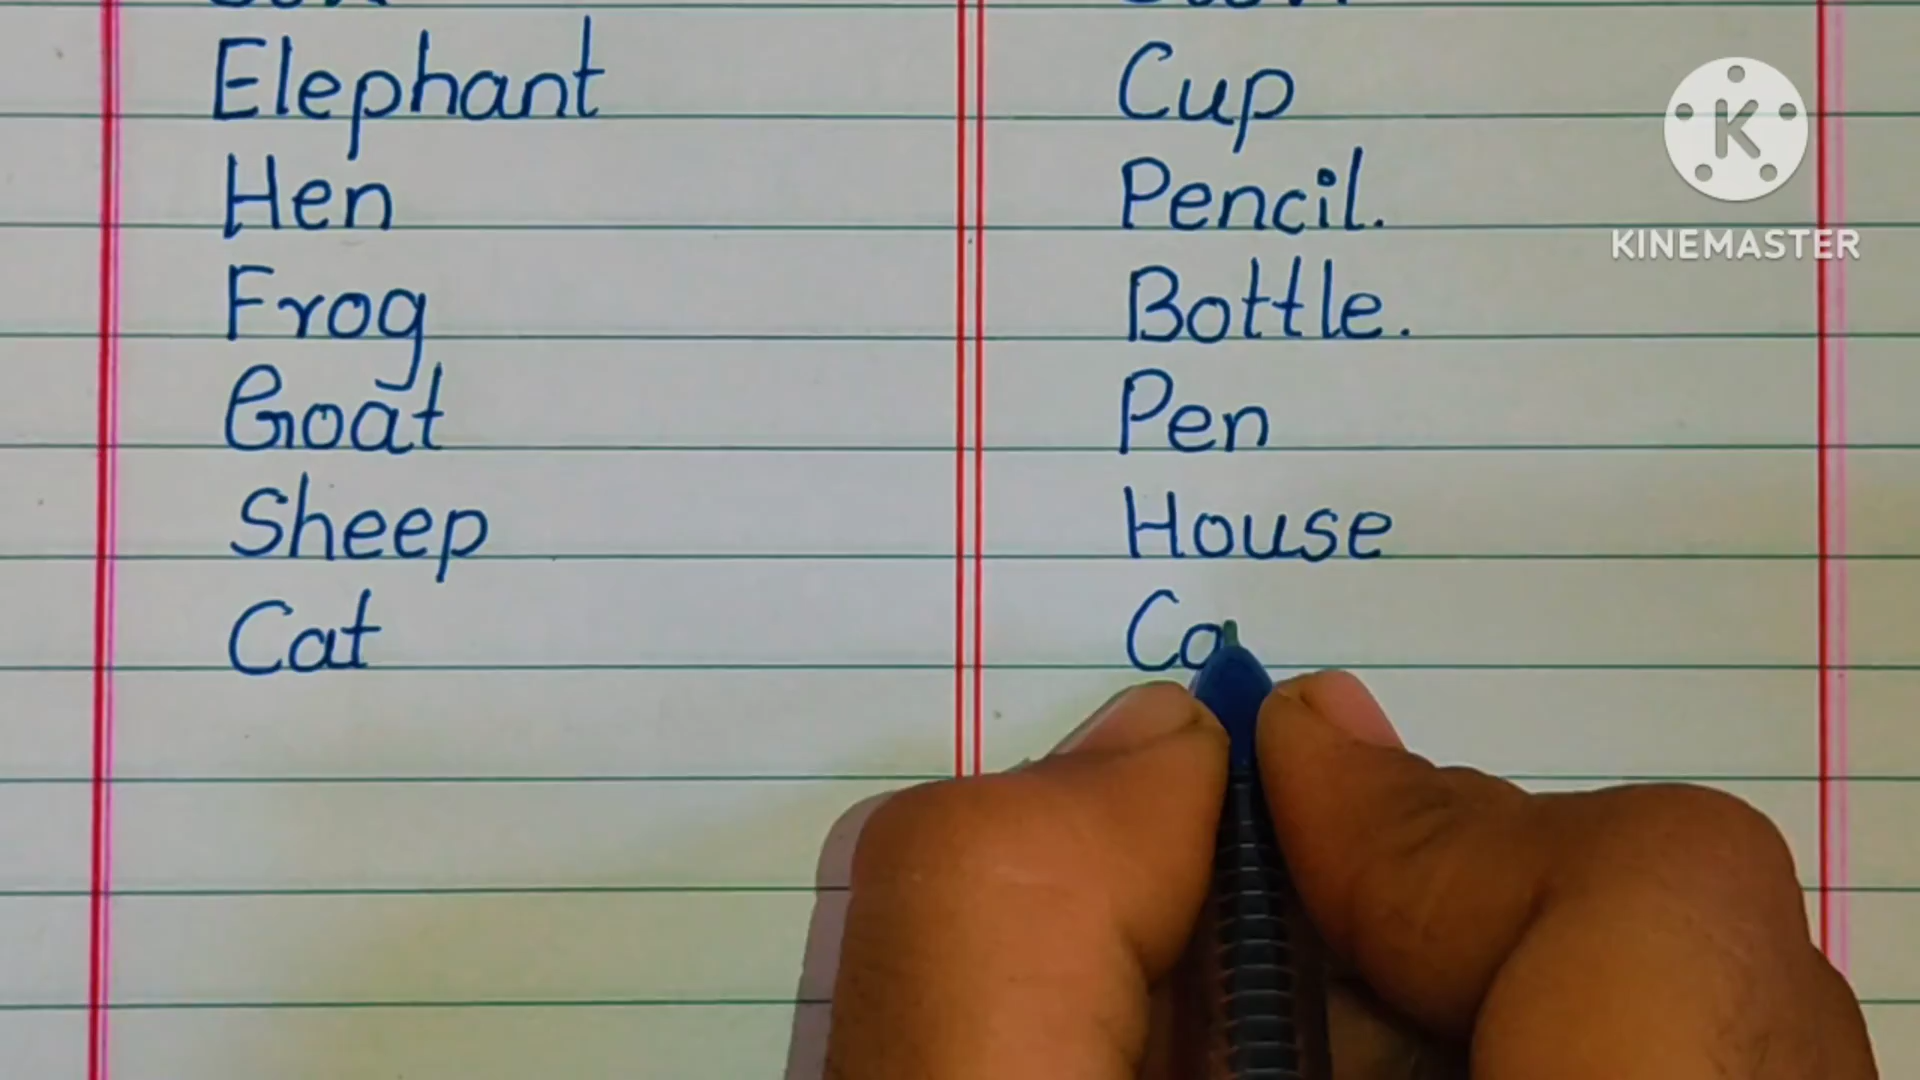 Elephant
Hen
Frog
Goat
Sheep
Cat
Cup
Pencil.
Bottle.
Pen
House
KINEMASTER